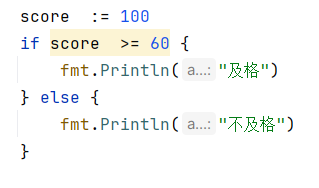 score  := 100
if score  >= 60 {
    fmt.Println( a...: "及格")
} else {
    fmt.Println( a...: "不及格")
}